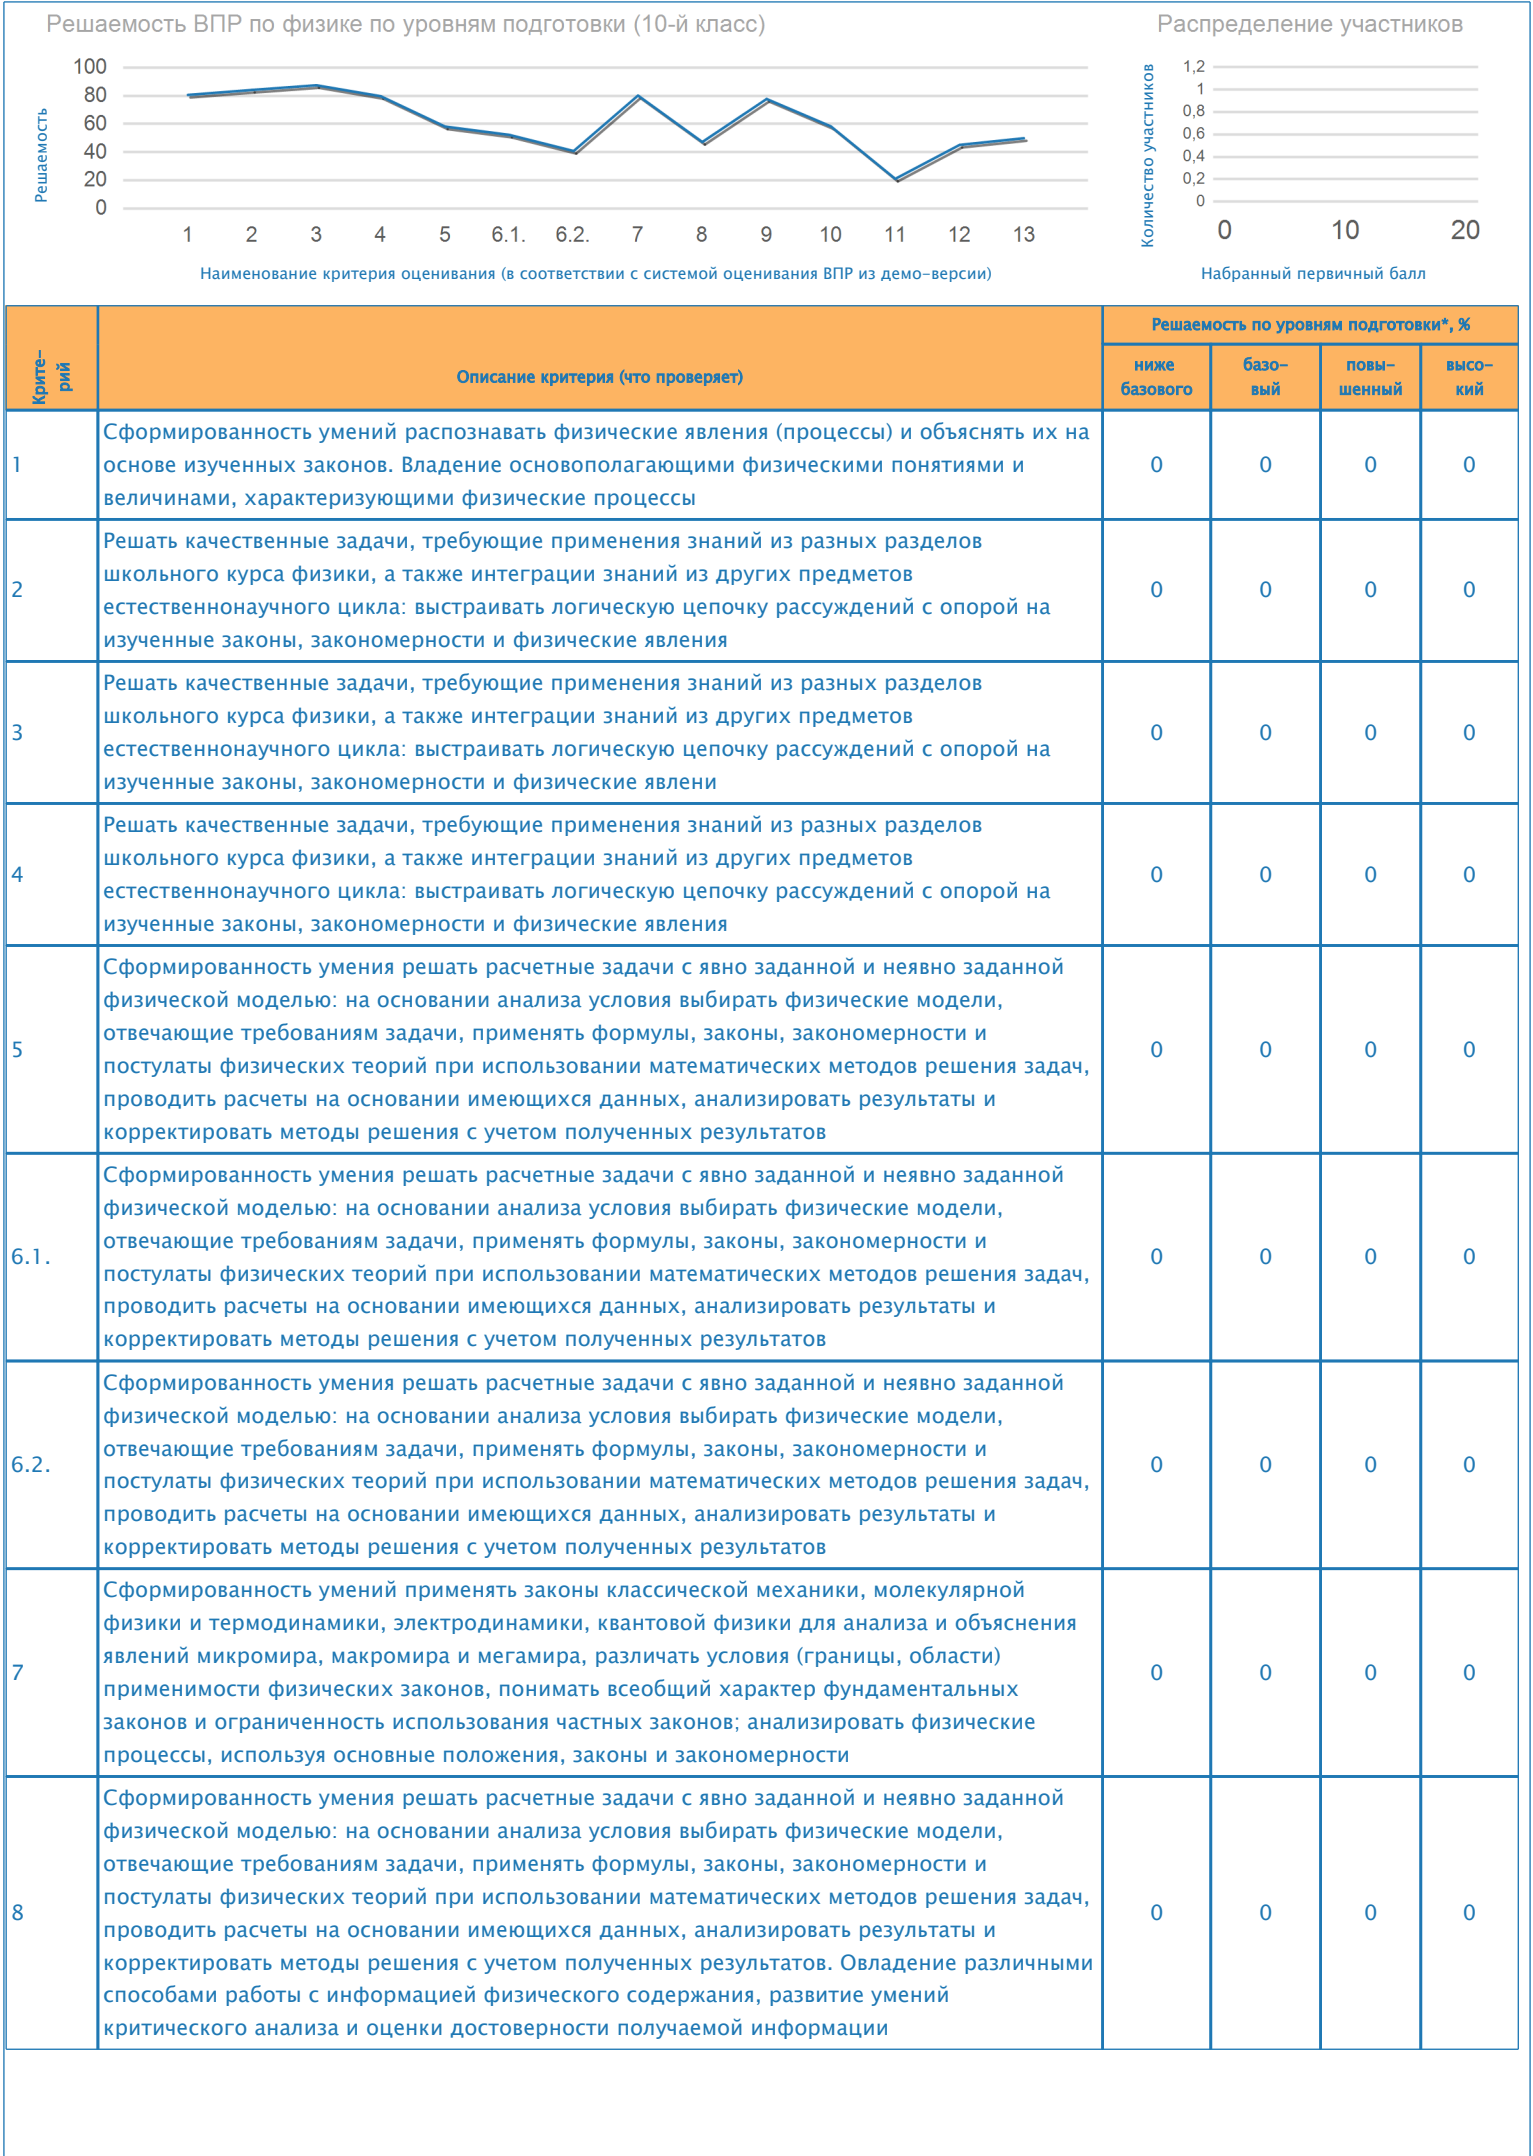 Решаемость ВПР по физике по уровням подготовки (10-й класс)
Решаемость
100
80
60
40
20
0
1 2 3 4 5 6.1. 6.2. 7 8 9 10 11 12 13
Наименование критерия оценивания (в соответствии с системой оценивания ВПР из демо-версии)
Распределение участников
Количество участников
1,2
1
0,8
0,6
0,4
0,2
0
0 10 20
Набранный первичный балл
Крите-
рий
Описание критерия (что проверяет)
Решаемость по уровням подготовки*, %
ниже
базового
базо-
вый
повы-
шенный
высо-
кий
1
Сформированность умений распознавать физические явления (процессы) и объяснять их на
основе изученных законов. Владение основополагающими физическими понятиями и
величинами, характеризующими физические процессы
0 0 0 0
2
Решать качественные задачи, требующие применения знаний из разных разделов
школьного курса физики, а также интеграции знаний из других предметов
естественнонаучного цикла: выстраивать логическую цепочку рассуждений с опорой на
изученные законы, закономерности и физические явления
0 0 0 0
3
Решать качественные задачи, требующие применения знаний из разных разделов
школьного курса физики, а также интеграции знаний из других предметов
естественнонаучного цикла: выстраивать логическую цепочку рассуждений с опорой на
изученные законы, закономерности и физические явлени
0 0 0 0
4
Решать качественные задачи, требующие применения знаний из разных разделов
школьного курса физики, а также интеграции знаний из других предметов
естественнонаучного цикла: выстраивать логическую цепочку рассуждений с опорой на
изученные законы, закономерности и физические явления
0 0 0 0
5
Сформированность умения решать расчетные задачи с явно заданной и неявно заданной
физической моделью: на основании анализа условия выбирать физические модели,
отвечающие требованиям задачи, применять формулы, законы, закономерности и
постулаты физических теорий при использовании математических методов решения задач,
проводить расчеты на основании имеющихся данных, анализировать результаты и
корректировать методы решения с учетом полученных результатов
0 0 0 0
6.1.
Сформированность умения решать расчетные задачи с явно заданной и неявно заданной
физической моделью: на основании анализа условия выбирать физические модели,
отвечающие требованиям задачи, применять формулы, законы, закономерности и
постулаты физических теорий при использовании математических методов решения задач,
проводить расчеты на основании имеющихся данных, анализировать результаты и
корректировать методы решения с учетом полученных результатов
0 0 0 0
6.2.
Сформированность умения решать расчетные задачи с явно заданной и неявно заданной
физической моделью: на основании анализа условия выбирать физические модели,
отвечающие требованиям задачи, применять формулы, законы, закономерности и
постулаты физических теорий при использовании математических методов решения задач,
проводить расчеты на основании имеющихся данных, анализировать результаты и
корректировать методы решения с учетом полученных результатов
0 0 0 0
7
Сформированность умений применять законы классической механики, молекулярной
физики и термодинамики, электродинамики, квантовой физики для анализа и объяснения
явлений микромира, макромира и мегамира, различать условия (границы, области)
применимости физических законов, понимать всеобщий характер фундаментальных
законов и ограниченность использования частных законов; анализировать физические
процессы, используя основные положения, законы и закономерности
0 0 0 0
8
Сформированность умения решать расчетные задачи с явно заданной и неявно заданной
физической моделью: на основании анализа условия выбирать физические модели,
отвечающие требованиям задачи, применять формулы, законы, закономерности и
постулаты физических теорий при использовании математических методов решения задач,
проводить расчеты на основании имеющихся данных, анализировать результаты и
корректировать методы решения с учетом полученных результатов. Овладение различными
способами работы с информацией физического содержания, развитие умений
критического анализа и оценки достоверности получаемой информации
0 0 0 0